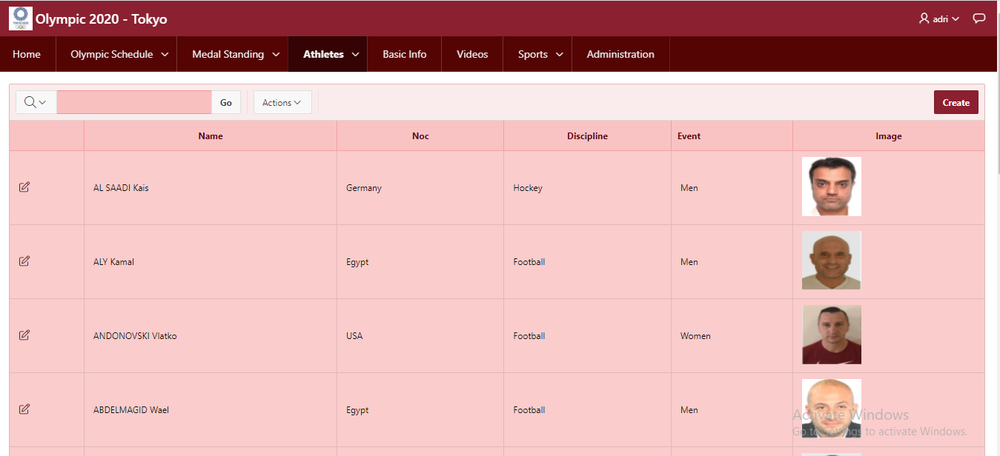 Olympic 2020 - Tokyo
adri
Home Olympic Schedule Medal Standing Athletes Basic Info Videos Sports Administration
Go Actions Create
Name Noc Discipline Event Image
AL SAADI Kais Germany Hockey Men
ALY Kamal Egypt Football Men
ANDONOVSKI Vlatko USA Football Women
ABDELMAGID Wael Egypt Football Men
Activate Windows
Go to Settings to activate Windows.